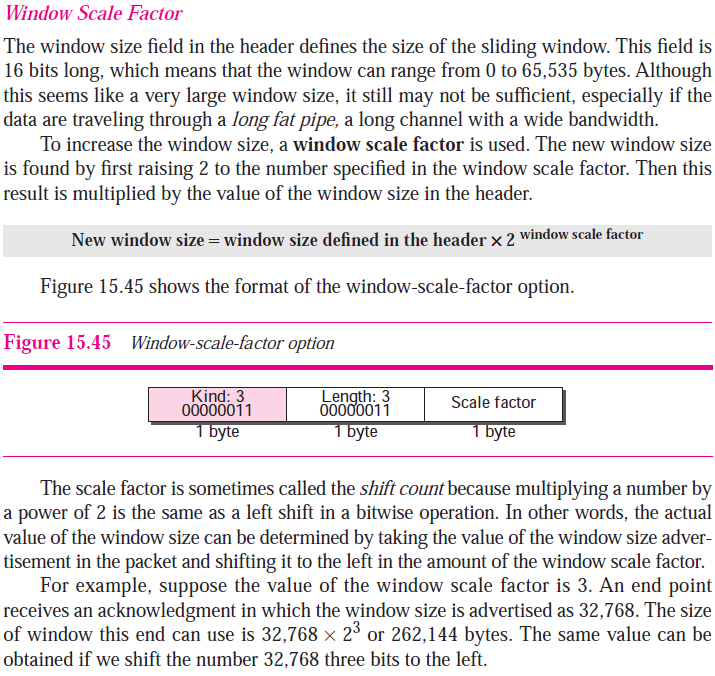 Window Scale Factor
The window size field in the header defines the size of the sliding window. This field is
16 bits long, which means that the window can range from 0 to 65,535 bytes. Although
this seems like a very large window size, it still may not be sufficient, especially if the
data are traveling through a long fat pipe, a long channel with a wide bandwidth.
To increase the window size, a window scale factor is used. The new window size
is found by first raising 2 to the number specified in the window scale factor. Then this
result is multiplied by the value of the window size in the header.
New window size = window size defined in the header × 2 window scale factor
Figure 15.45 shows the format of the window-scale-factor option.
Figure 15.45 Window-scale-factor option
Kind: 3 Length: 3 Scale factor
00000011 00000011
1 byte 1 byte 1 byte
The scale factor is sometimes called the shift count because multiplying a number by
a power of 2 is the same as a left shift in a bitwise operation. In other words, the actual
value of the window size can be determined by taking the value of the window size adver-
tisement in the packet and shifting it to the left in the amount of the window scale factor.
For example, suppose the value of the window scale factor is 3. An end point
receives an acknowledgment in which the window size is advertised as 32,768. The size
of window this end can use is 32,768 × 2³ or 262,144 bytes. The same value can be
obtained if we shift the number 32,768 three bits to the left.